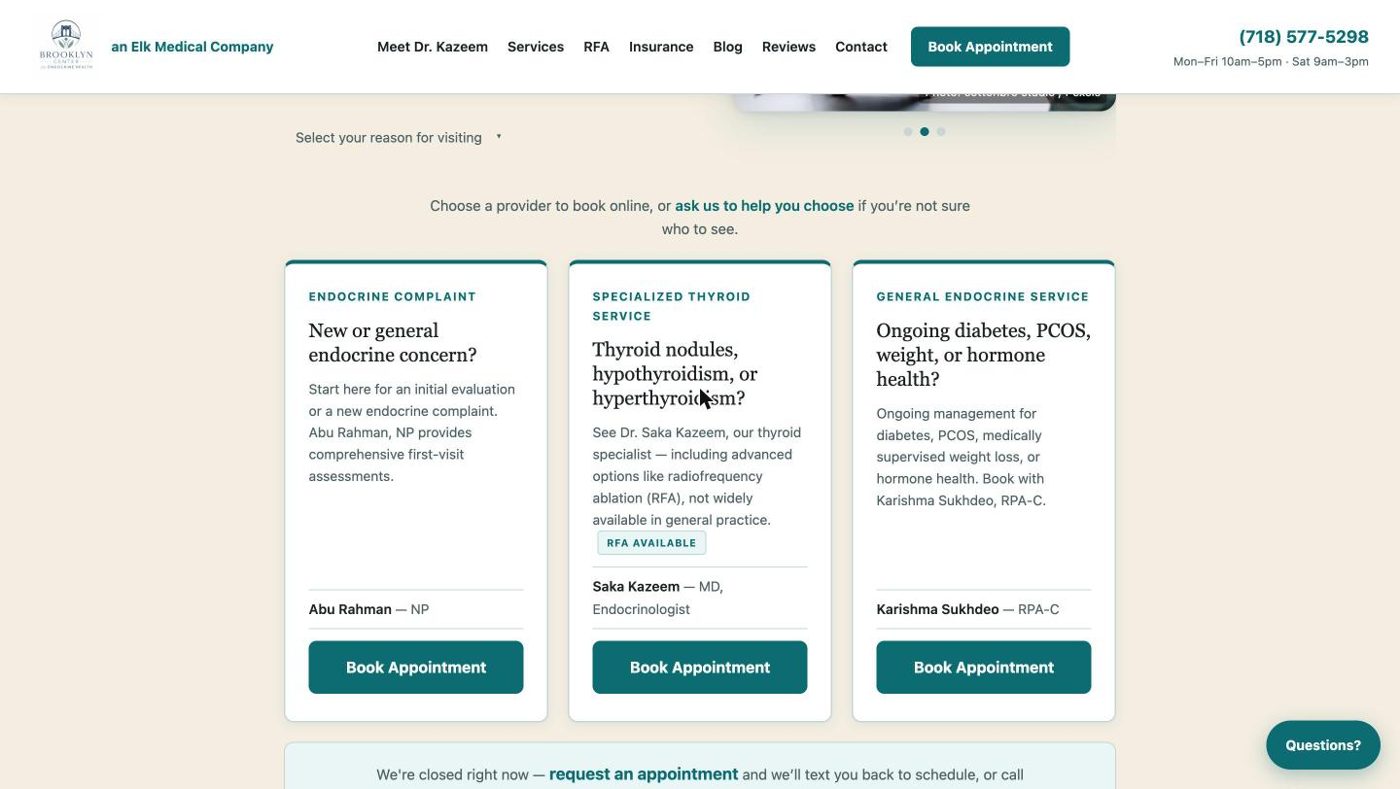 BROOKLYN
CENTER
for ENDOCRINE HEALTH
an Elk Medical Company
Meet Dr. Kazeem
Services
RFA
Insurance
Blog
Reviews
Contact
Book Appointment
(718) 577-5298
Mon–Fri 10am–5pm · Sat 9am–3pm
Select your reason for visiting
Choose a provider to book online, or ask us to help you choose if you’re not sure
who to see.
ENDOCRINE COMPLAINT
New or general
endocrine concern?
Start here for an initial evaluation
or a new endocrine complaint.
Abu Rahman, NP provides
comprehensive first-visit
assessments.
Abu Rahman — NP
Book Appointment
SPECIALIZED THYROID
SERVICE
Thyroid nodules,
hypothyroidism, or
hyperthyroidism?
See Dr. Saka Kazeem, our thyroid
specialist — including advanced
options like radiofrequency
ablation (RFA), not widely
available in general practice.
RFA AVAILABLE
Saka Kazeem — MD,
Endocrinologist
Book Appointment
GENERAL ENDOCRINE SERVICE
Ongoing diabetes, PCOS,
weight, or hormone
health?
Ongoing management for
diabetes, PCOS, medically
supervised weight loss, or
hormone health. Book with
Karishma Sukhdeo, RPA-C.
Karishma Sukhdeo — RPA-C
Book Appointment
We're closed right now — request an appointment and we’ll text you back to schedule, or call
Questions?